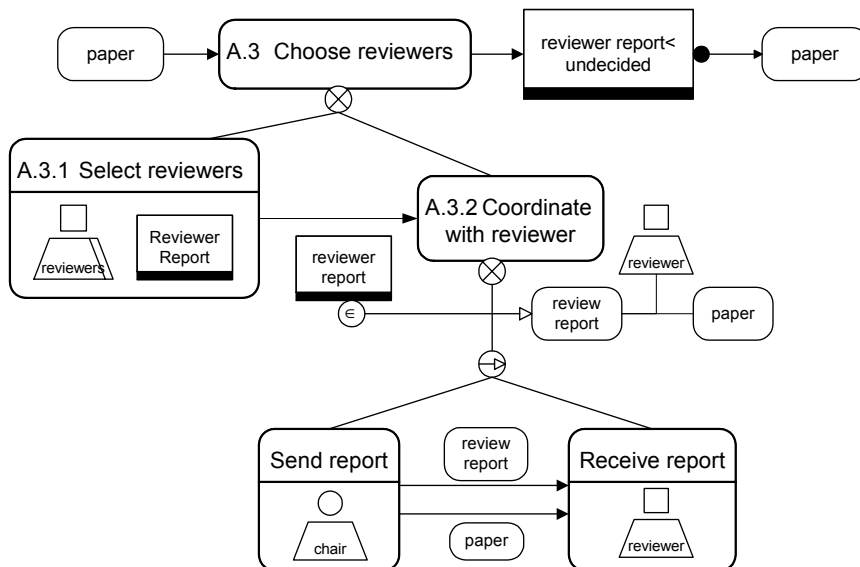 paper
A.3 Choose reviewers
reviewer report<
undecided
paper
A.3.1 Select reviewers
reviewers
Reviewer
Report
A.3.2 Coordinate
with reviewer
reviewer
report
∈
reviewer
review
report
paper
Send report
chair
review
report
paper
Receive report
reviewer